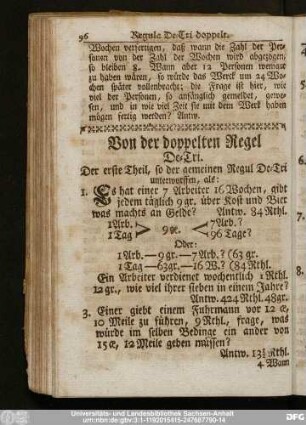 96 Regula De-Tri doppelt.
Wochen verfertigen, daß wann die Zahl der Per-
sonen von der Zahl der Wochen wird abgezogen,
so bleiben 8. Wann aber 12 Personen weniger
zu haben wären, so würde das Werck um 24 Wo-
chen später vollenbracht; die Frage ist hier, wie
viel der Personen, so anfänglich gemeldet, gewe-
sen, und in wie viel Zeit sie mit dem Werck haben
mögen fertig werden? Antw.
Von der doppelten Regel
De-Tri.
Der erste Theil, so der gemeinen Regul De-Tri
unterworffen, als:
1. Es hat einer 7 Arbeiter 16 Wochen, gibt
jedem täglich 9 gr. über Kost und Bier
was machts an Gelde? Antw. 84 Rthl.
1 Arb. 7 Arb.?
1 Tag 9 gr. 96 Tage?
Oder:
1 Arb. — 9 gr. — 7 Arb.? (63 gr.
1 Tag — 63 gr. — 16 W.? (84 Rthl.
Ein Arbeiter verdienet wochentlich 1 Rthl.
12 gr., wie viel ihrer sieben in einem Jahre?
Antw. 424 Rthl. 48 gr.
3. Einer giebt einem Fuhrmann vor 12 C,
10 Meile zu führen, 9 Rthl., frage, was
würde im selben Bedinge ein ander von
15 C, 12 Meile geben müssen?
Antw. 13½ Rthl.
4. Wann
Universitäts- und Landesbibliothek Sachsen-Anhalt
urn:nbn:de:gbv:3:1-1192015415-247687700-14
DFG